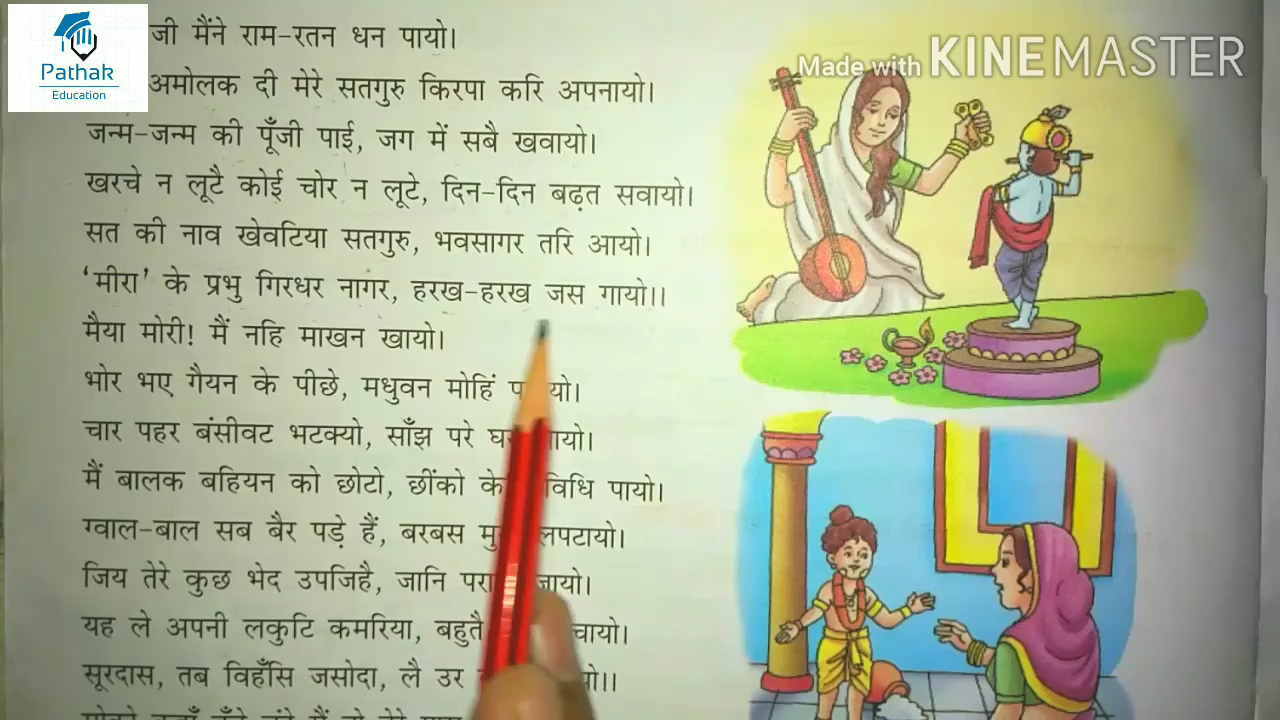 Pathak
Education
Made with KINEMASTER
जी मैंने राम-रतन धन पायो।
अमोलक दी मेरे सतगुरु किरपा करि अपनायो।
जन्म-जन्म की पूँजी पाई, जग में सबै खवायो।
खरचे न लूटै कोई चोर न लूटे, दिन-दिन बढ़त सवायो।
सत की नाव खेवटिया सतगुरु, भवसागर तरि आयो।
‘मीरा’ के प्रभु गिरधर नागर, हरख-हरख जस गायो।।
मैया मोरी! मैं नहि माखन खायो।
भोर भए गैयन के पीछे, मधुवन मोहिं
चार पहर बंसीवट भटक्यो, साँझ परे
मैं बालक बहियन को छोटो, छींको विधि पायो।
ग्वाल-बाल सब बैर पड़े हैं, बरबस लपटायो।
जिय तेरे कुछ भेद उपजिहै, जानि
यह ले अपनी लकुटि कमरिया, बहुतै
सूरदास, तब विहँसि जसोदा, लै उर